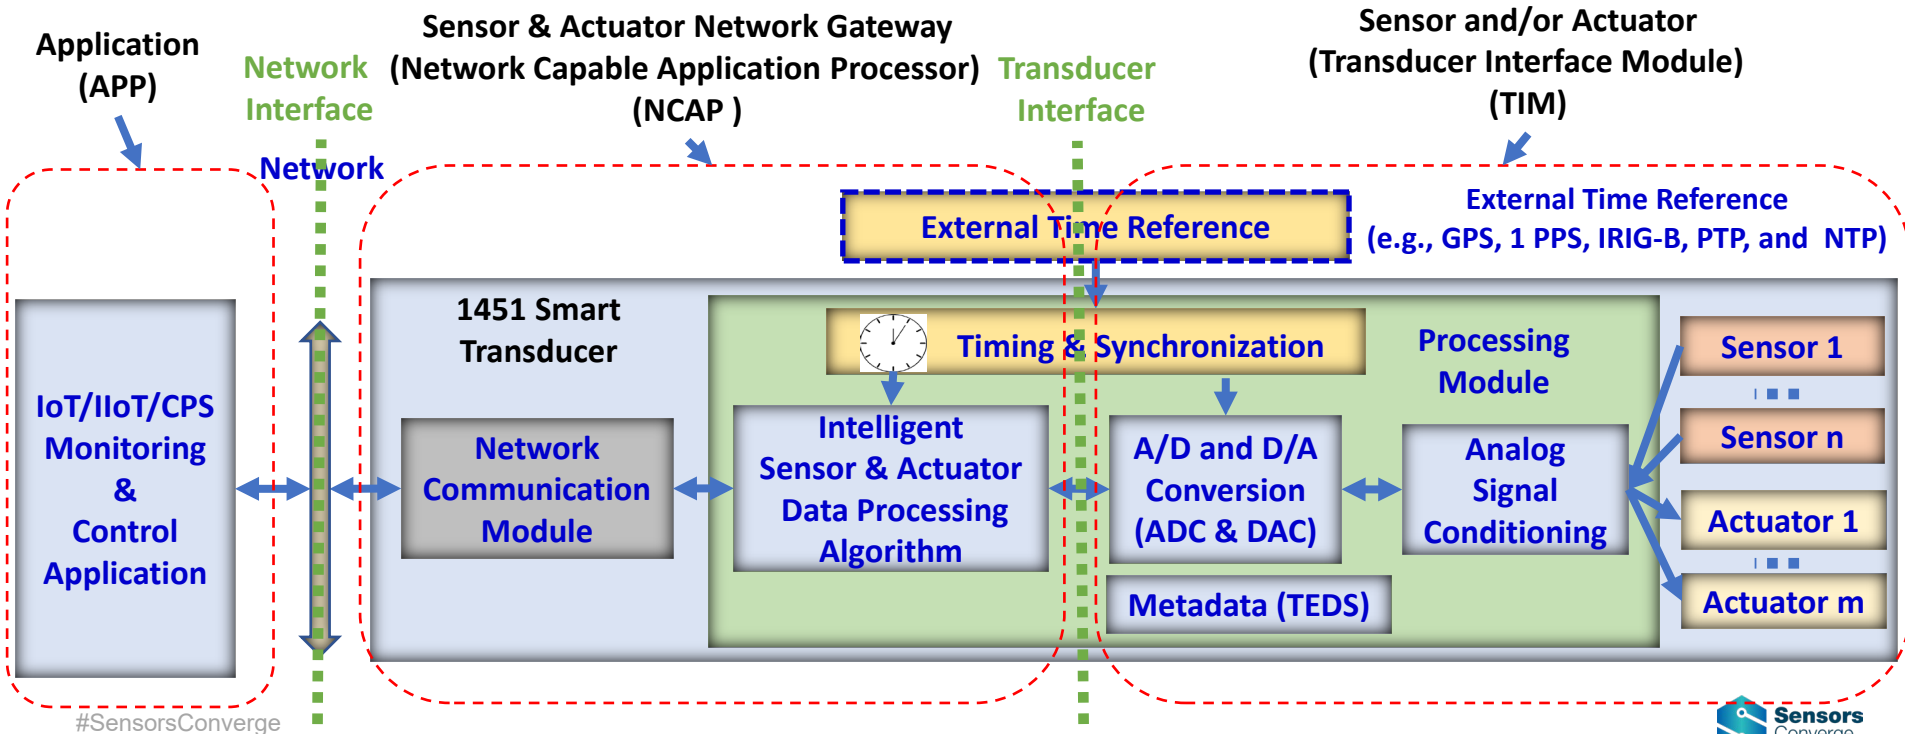 Application
(APP)
Network
Interface
Sensor & Actuator Network Gateway
(Network Capable Application Processor)
(NCAP )
Transducer
Interface
Sensor and/or Actuator
(Transducer Interface Module)
(TIM)
Network
External Time Reference
External Time Reference
(e.g., GPS, 1 PPS, IRIG-B, PTP, and NTP)
1451 Smart
Transducer
Timing & Synchronization
Processing
Module
IoT/IIoT/CPS
Monitoring
&
Control
Application
Network
Communication
Module
Intelligent
Sensor & Actuator
Data Processing
Algorithm
A/D and D/A
Conversion
(ADC & DAC)
Analog
Signal
Conditioning
Metadata (TEDS)
Sensor 1
Sensor n
Actuator 1
Actuator m
#SensorsConverge
Sensors
Converge